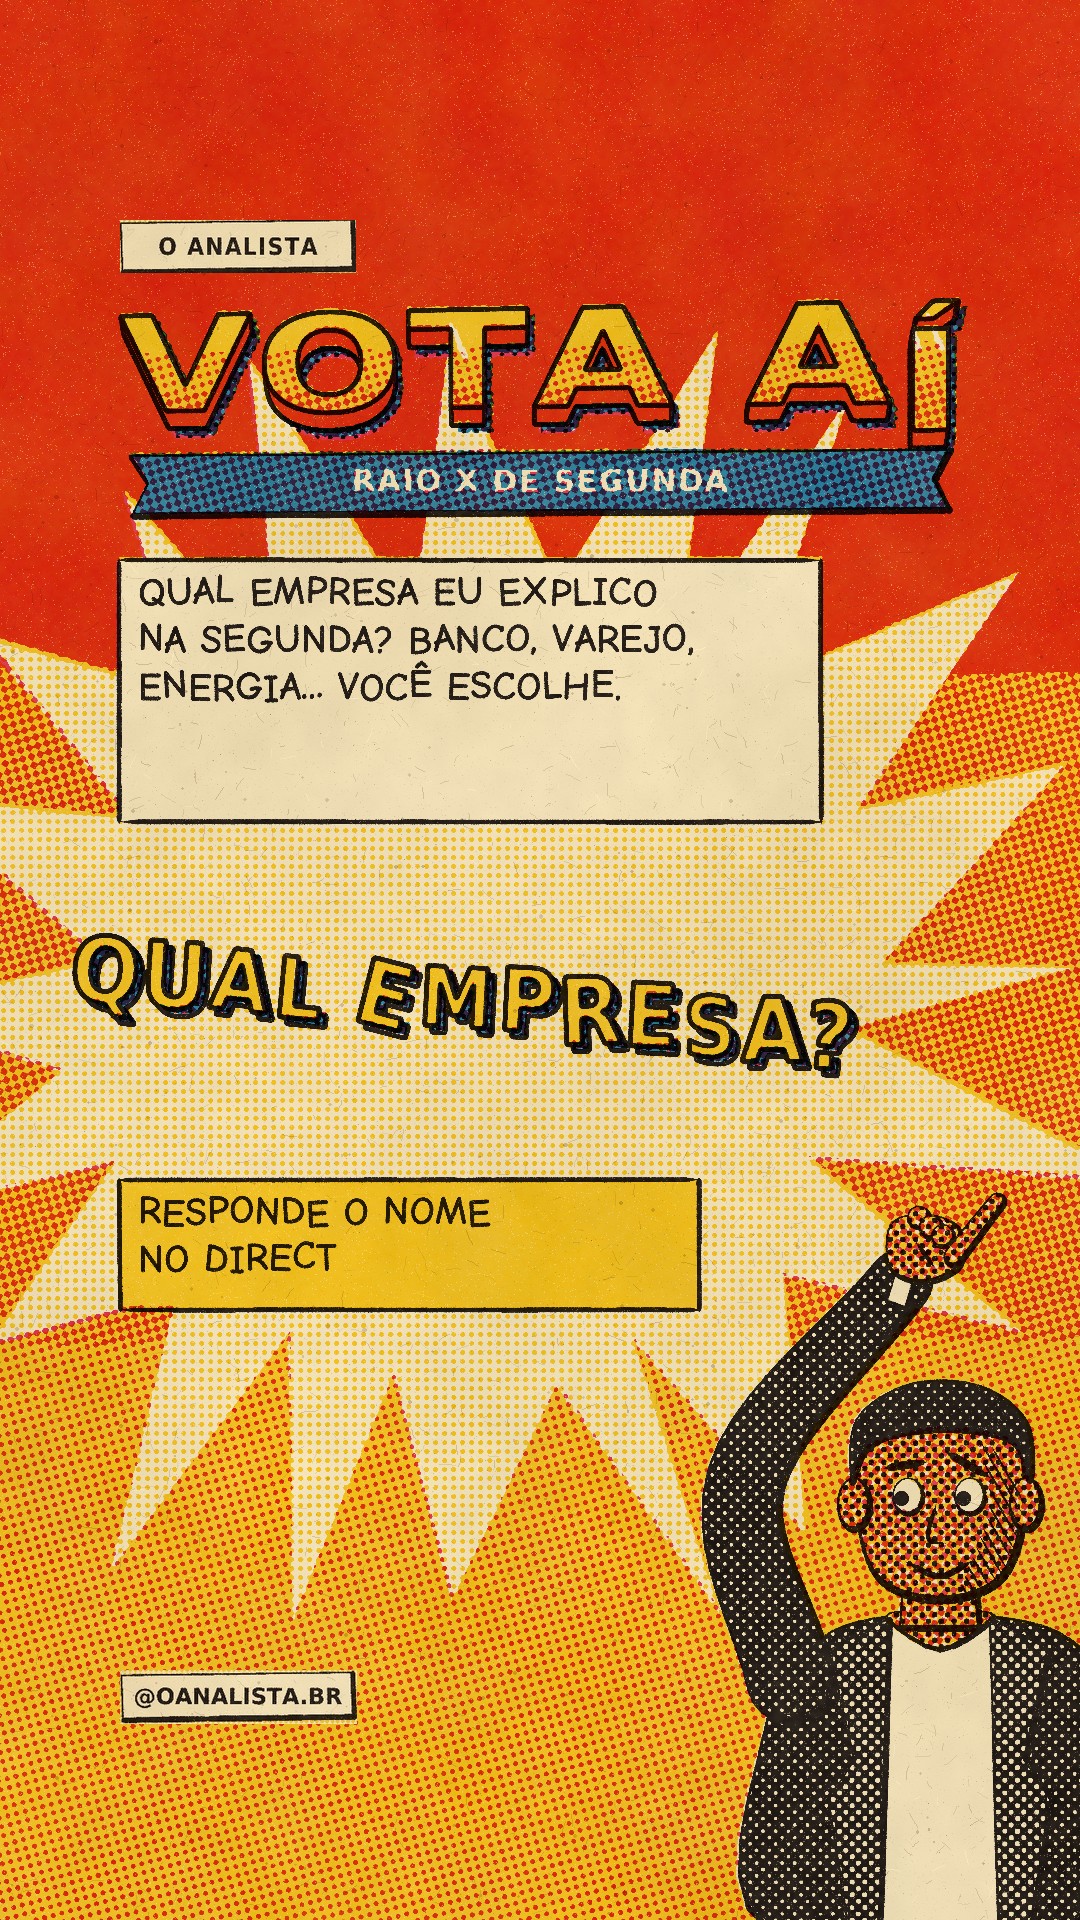 O ANALISTA
VOTA AÍ
RAIO X DE SEGUNDA
QUAL EMPRESA EU EXPLICO
NA SEGUNDA? BANCO, VAREJO,
ENERGIA... VOCÊ ESCOLHE.
QUAL EMPRESA?
RESPONDE O NOME
NO DIRECT
@OANALISTA.BR